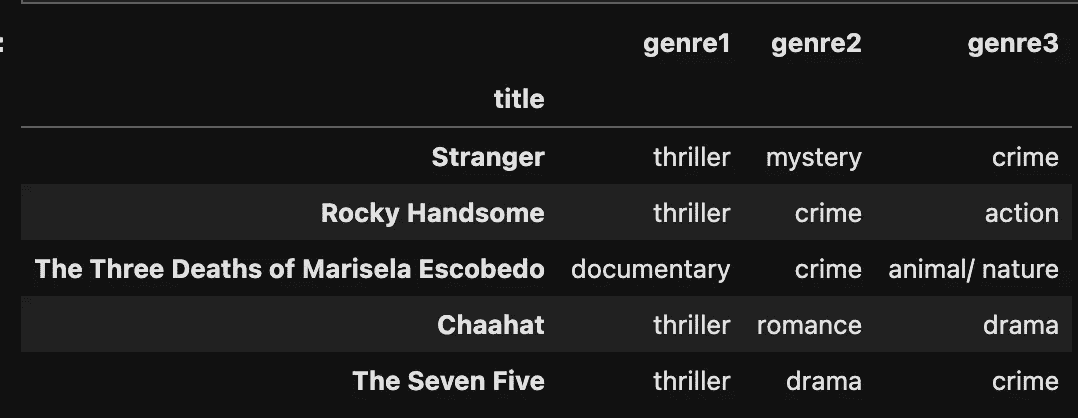 :
genre1 genre2 genre3
title
Stranger thriller mystery crime
Rocky Handsome thriller crime action
The Three Deaths of Marisela Escobedo documentary crime animal/ nature
Chaahat thriller romance drama
The Seven Five thriller drama crime